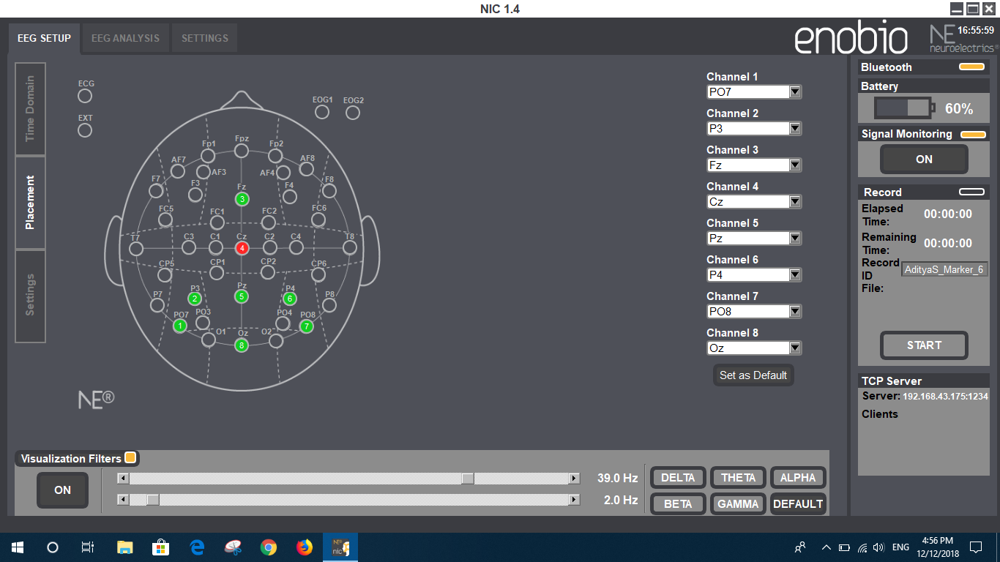 NIC 1.4
EEG SETUP
EEG ANALYSIS
SETTINGS
enobio
NE 16:55:59
neuroelectrics®
Time Domain
Placement
Settings
ECG
EXT
EOG1
EOG2
Fp1
Fpz
Fp2
AF7
AF3
AF4
AF8
F7
F3
Fz
F4
F8
3
FC5
FC1
FC2
FC6
T7
C3
C1
Cz
C2
C4
T8
4
CP5
CP1
CP2
CP6
P7
P3
Pz
P4
P8
2
5
6
PO7
PO3
PO4
PO8
1
7
O1
Oz
O2
8
NE®
Channel 1
PO7
Channel 2
P3
Channel 3
Fz
Channel 4
Cz
Channel 5
Pz
Channel 6
P4
Channel 7
PO8
Channel 8
Oz
Set as Default
Bluetooth
Battery
60%
Signal Monitoring
ON
Record
Elapsed Time:
00:00:00
Remaining Time:
00:00:00
Record ID File:
AdityaS_Marker_6
START
TCP Server
Server: 192.168.43.175:1234
Clients
Visualization Filters
ON
39.0 Hz
2.0 Hz
DELTA
THETA
ALPHA
BETA
GAMMA
DEFAULT
NE®
nic
ENG
4:56 PM
12/12/2018